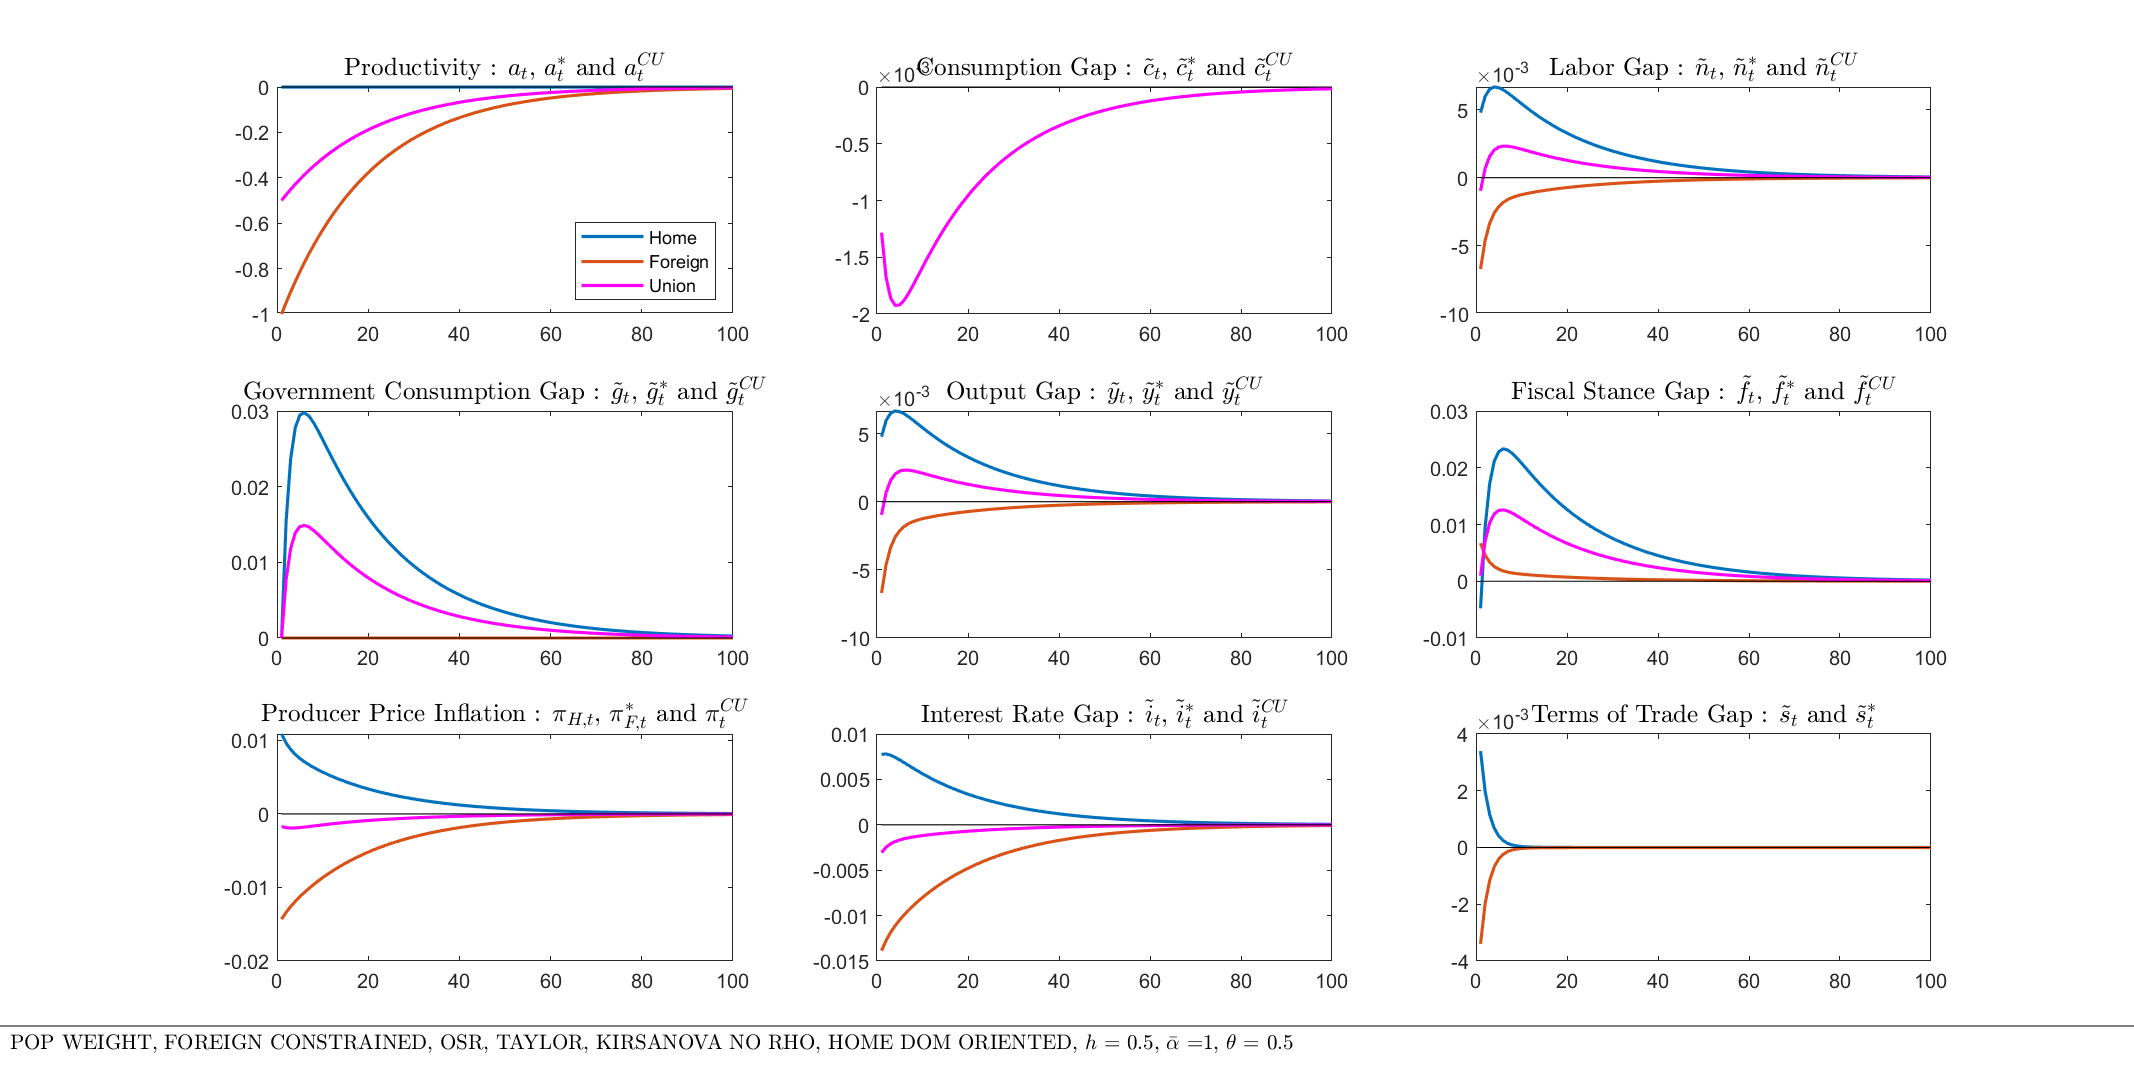 Productivity : a_t, a_t^* and a_t^{CU}
0
-0.2
-0.4
-0.6
-0.8
-1
0 20 40 60 80 100
Home
Foreign
Union
Consumption Gap : c̃_t, c̃_t^* and c̃_t^{CU}
×10^{-3}
0
-0.5
-1
-1.5
-2
0 20 40 60 80 100
Labor Gap : ñ_t, ñ_t^* and ñ_t^{CU}
×10^{-3}
5
0
-5
-10
0 20 40 60 80 100
Government Consumption Gap : g̃_t, g̃_t^* and g̃_t^{CU}
0.03
0.02
0.01
0
0 20 40 60 80 100
Output Gap : ỹ_t, ỹ_t^* and ỹ_t^{CU}
×10^{-3}
5
0
-5
-10
0 20 40 60 80 100
Fiscal Stance Gap : f̃_t, f̃_t^* and f̃_t^{CU}
0.03
0.02
0.01
0
-0.01
0 20 40 60 80 100
Producer Price Inflation : π_{H,t}, π_{F,t}^* and π_t^{CU}
0.01
0
-0.01
-0.02
0 20 40 60 80 100
Interest Rate Gap : ĩ_t, ĩ_t^* and ĩ_t^{CU}
0.01
0.005
0
-0.005
-0.01
-0.015
0 20 40 60 80 100
Terms of Trade Gap : s̃_t and s̃_t^*
×10^{-3}
4
2
0
-2
-4
0 20 40 60 80 100
POP WEIGHT, FOREIGN CONSTRAINED, OSR, TAYLOR, KIRSANOVA NO RHO, HOME DOM ORIENTED, h = 0.5, ᾱ =1, θ = 0.5